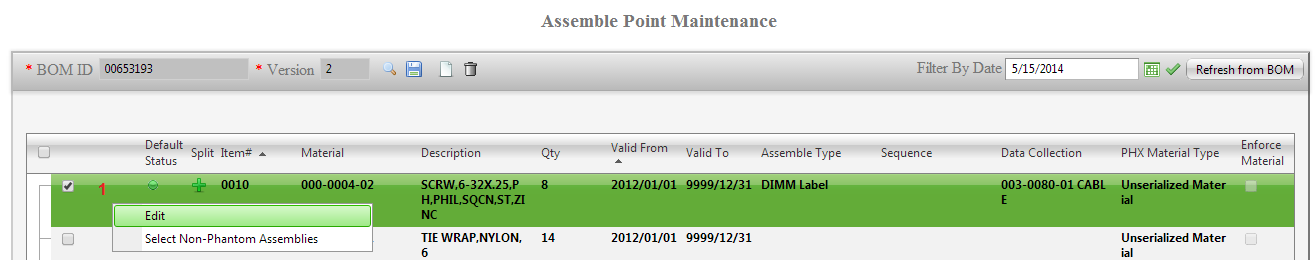 Assemble Point Maintenance
* BOM ID 00653193 * Version 2 Filter By Date 5/15/2014 Refresh from BOM
Default Status Split Item# Material Description Qty Valid From Valid To Assemble Type Sequence Data Collection PHX Material Type Enforce Material
1 0010 000-0004-02 SCRW,6-32X.25,PH,PHIL,SQCN,ST,ZINC 8 2012/01/01 9999/12/31 DIMM Label 003-0080-01 CABLE Unserialized Material
Edit
Select Non-Phantom Assemblies
TIE WRAP,NYLON,6 14 2012/01/01 9999/12/31 Unserialized Material